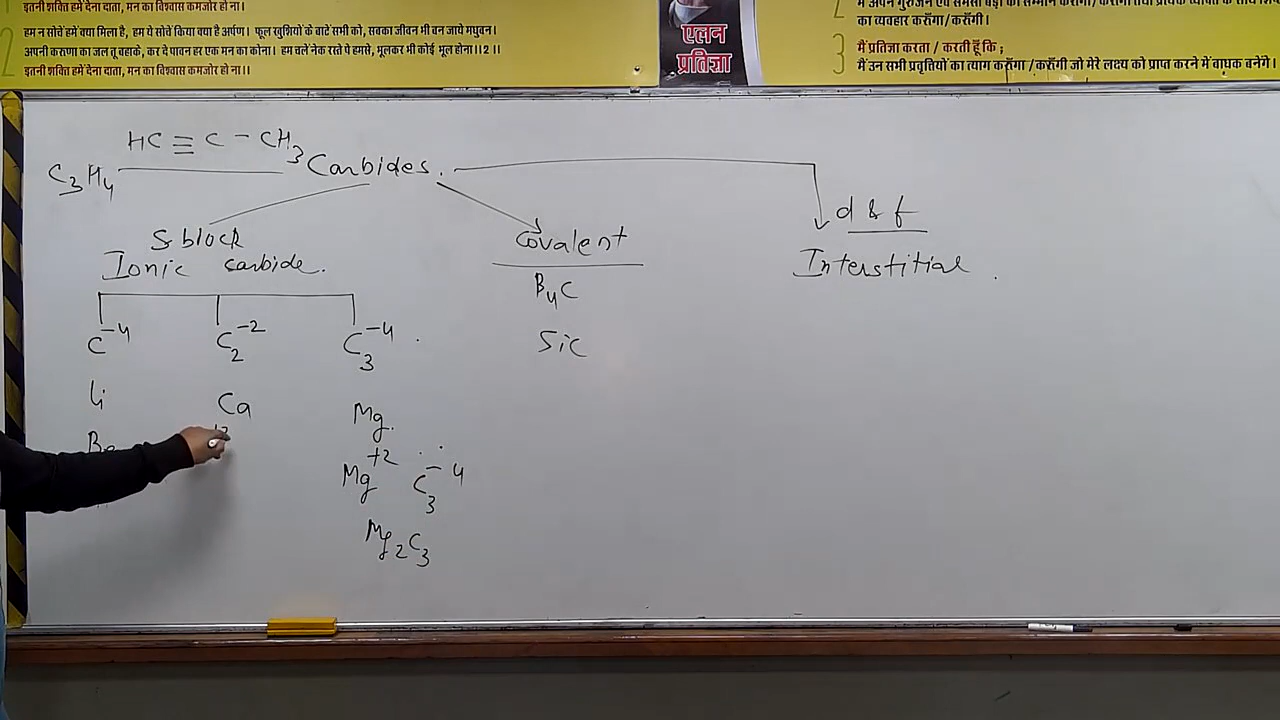 इतनी शक्ति हमें देना दाता, मन का विश्वास कमजोर हो ना।
2
हम न सोचें हमें क्या मिला है, हम ये सोचें किया क्या है अर्पण। फूल खुशियों के बाटें सभी को, सबका जीवन भी बन जाये मधुवन।
अपनी करुणा का जल तू बहाके, कर दे पावन हर एक मन का कोना। हम चलें नेक रस्ते पे हमसे, भूलकर भी कोई भूल होना।। 2 ।।
इतनी शक्ति हमें देना दाता, मन का विश्वास कमजोर हो ना।।
एलन
प्रतिज्ञा
2
का व्यवहार करूँगा/करूँगी।
3
मैं प्रतिज्ञा करता / करती हूँ कि ;
मैं उन सभी प्रवृत्तियों का त्याग करूँगा /करूँगी जो मेरे लक्ष्य को प्राप्त करने में बाधक बनेंगे।
HC ≡ C - CH3
C3H4
Carbides.
d & f
S block
Covalent
Ionic carbide.
Interstitial.
B4C
C-4 C2-2 C3-4
SiC
Li Ca Mg.
Be
Mg+2 C3-4
Mg2C3